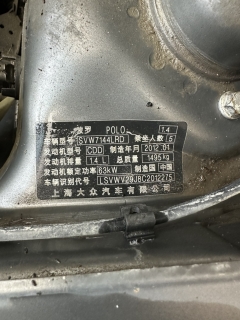 波罗 POLO 1.4
车辆型号 SVW7144LRD 乘坐人数 5
发动机型号 CDD 制造年月 2012.01
发动机排量 1.4 L 总质量 1495kg
发动机额定功率 63kW 制造国 中国
车辆识别代号 LSVWY29J8C2012275
上海大众汽车有限公司